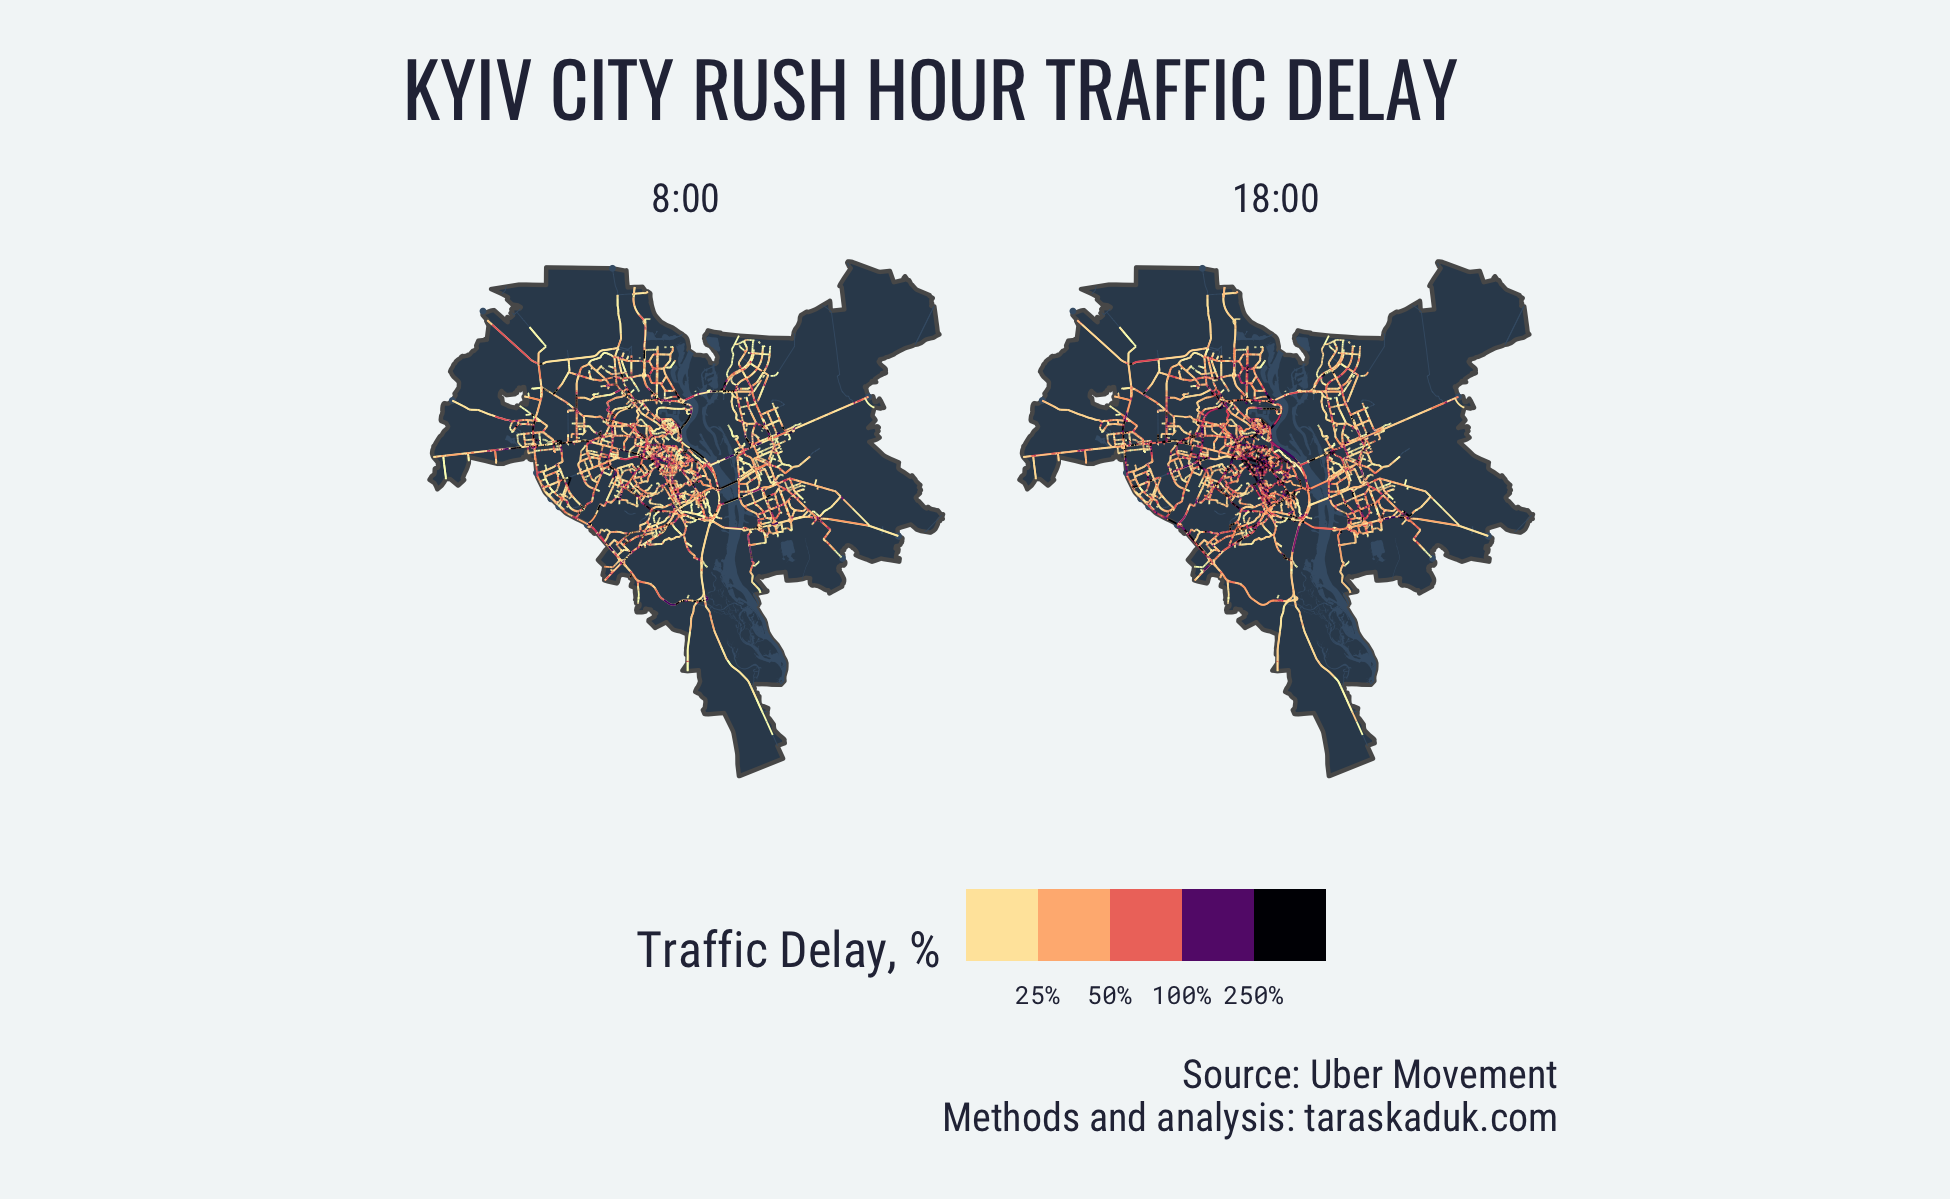 KYIV CITY RUSH HOUR TRAFFIC DELAY
8:00 18:00
Traffic Delay, %
25% 50% 100% 250%
Source: Uber Movement
Methods and analysis: taraskaduk.com